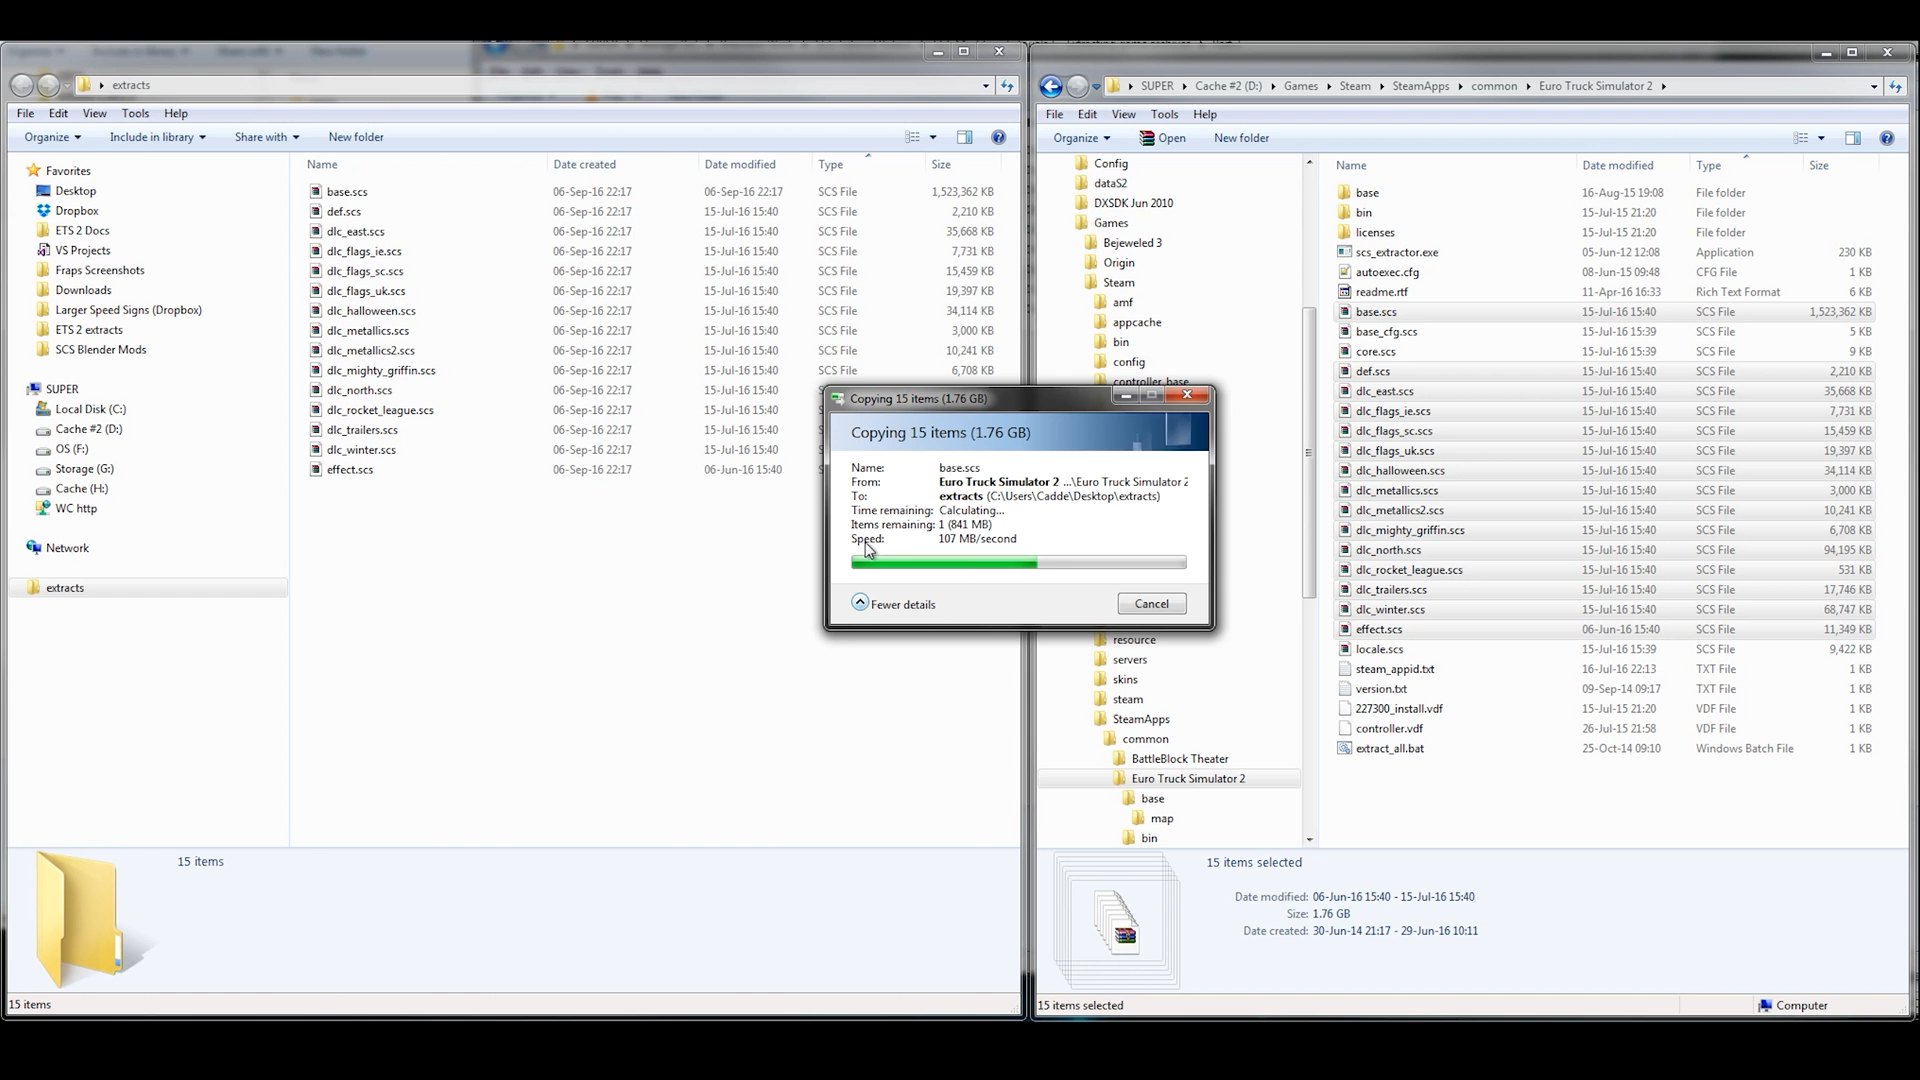 extracts
File Edit View Tools Help
Organize Include in library Share with New folder
Favorites
Desktop
Dropbox
ETS 2 Docs
VS Projects
Fraps Screenshots
Downloads
Larger Speed Signs (Dropbox)
ETS 2 extracts
SCS Blender Mods
SUPER
Local Disk (C:)
Cache #2 (D:)
OS (F:)
Storage (G:)
Cache (H:)
WC http
Network
extracts
Name Date created Date modified Type Size
base.scs 06-Sep-16 22:17 06-Sep-16 22:17 SCS File 1,523,362 KB
def.scs 06-Sep-16 22:17 15-Jul-16 15:40 SCS File 2,210 KB
dlc_east.scs 06-Sep-16 22:17 15-Jul-16 15:40 SCS File 35,668 KB
dlc_flags_ie.scs 06-Sep-16 22:17 15-Jul-16 15:40 SCS File 7,731 KB
dlc_flags_sc.scs 06-Sep-16 22:17 15-Jul-16 15:40 SCS File 15,459 KB
dlc_flags_uk.scs 06-Sep-16 22:17 15-Jul-16 15:40 SCS File 19,397 KB
dlc_halloween.scs 06-Sep-16 22:17 15-Jul-16 15:40 SCS File 34,114 KB
dlc_metallics.scs 06-Sep-16 22:17 15-Jul-16 15:40 SCS File 3,000 KB
dlc_metallics2.scs 06-Sep-16 22:17 15-Jul-16 15:40 SCS File 10,241 KB
dlc_mighty_griffin.scs 06-Sep-16 22:17 15-Jul-16 15:40 SCS File 6,708 KB
dlc_north.scs 06-Sep-16 22:17 15-Jul-16 15:40
dlc_rocket_league.scs 06-Sep-16 22:17 15-Jul-16 15:40
dlc_trailers.scs 06-Sep-16 22:17 15-Jul-16 15:40
dlc_winter.scs 06-Sep-16 22:17 15-Jul-16 15:40
effect.scs 06-Sep-16 22:17 06-Jun-16 15:40
15 items
15 items
Copying 15 items (1.76 GB)
Copying 15 items (1.76 GB)
Name: base.scs
From: Euro Truck Simulator 2 ...\Euro Truck Simulator 2
To: extracts (C:\Users\Cadde\Desktop\extracts)
Time remaining: Calculating...
Items remaining: 1 (841 MB)
Speed: 107 MB/second
Fewer details Cancel
SUPER Cache #2 (D:) Games Steam SteamApps common Euro Truck Simulator 2
File Edit View Tools Help
Organize Open New folder
Config
dataS2
DXSDK Jun 2010
Games
Bejeweled 3
Origin
Steam
amf
appcache
bin
config
controller_base
resource
servers
skins
steam
SteamApps
common
BattleBlock Theater
Euro Truck Simulator 2
base
map
bin
Name Date modified Type Size
base 16-Aug-15 19:08 File folder
bin 15-Jul-15 21:20 File folder
licenses 15-Jul-15 21:20 File folder
scs_extractor.exe 05-Jun-12 12:08 Application 230 KB
autoexec.cfg 08-Jun-15 09:48 CFG File 1 KB
readme.rtf 11-Apr-16 16:33 Rich Text Format 6 KB
base.scs 15-Jul-16 15:40 SCS File 1,523,362 KB
base_cfg.scs 15-Jul-16 15:39 SCS File 5 KB
core.scs 15-Jul-16 15:39 SCS File 9 KB
def.scs 15-Jul-16 15:40 SCS File 2,210 KB
dlc_east.scs 15-Jul-16 15:40 SCS File 35,668 KB
dlc_flags_ie.scs 15-Jul-16 15:40 SCS File 7,731 KB
dlc_flags_sc.scs 15-Jul-16 15:40 SCS File 15,459 KB
dlc_flags_uk.scs 15-Jul-16 15:40 SCS File 19,397 KB
dlc_halloween.scs 15-Jul-16 15:40 SCS File 34,114 KB
dlc_metallics.scs 15-Jul-16 15:40 SCS File 3,000 KB
dlc_metallics2.scs 15-Jul-16 15:40 SCS File 10,241 KB
dlc_mighty_griffin.scs 15-Jul-16 15:40 SCS File 6,708 KB
dlc_north.scs 15-Jul-16 15:40 SCS File 94,195 KB
dlc_rocket_league.scs 15-Jul-16 15:40 SCS File 531 KB
dlc_trailers.scs 15-Jul-16 15:40 SCS File 17,746 KB
dlc_winter.scs 15-Jul-16 15:40 SCS File 68,747 KB
effect.scs 06-Jun-16 15:40 SCS File 11,349 KB
locale.scs 15-Jul-16 15:39 SCS File 9,422 KB
steam_appid.txt 16-Jul-16 22:13 TXT File 1 KB
version.txt 09-Sep-14 09:17 TXT File 1 KB
227300_install.vdf 15-Jul-15 21:20 VDF File 1 KB
controller.vdf 26-Jul-15 21:58 VDF File 1 KB
extract_all.bat 25-Oct-14 09:10 Windows Batch File 1 KB
15 items selected
Date modified: 06-Jun-16 15:40 - 15-Jul-16 15:40
Size: 1.76 GB
Date created: 30-Jun-14 21:17 - 29-Jun-16 10:11
15 items selected Computer